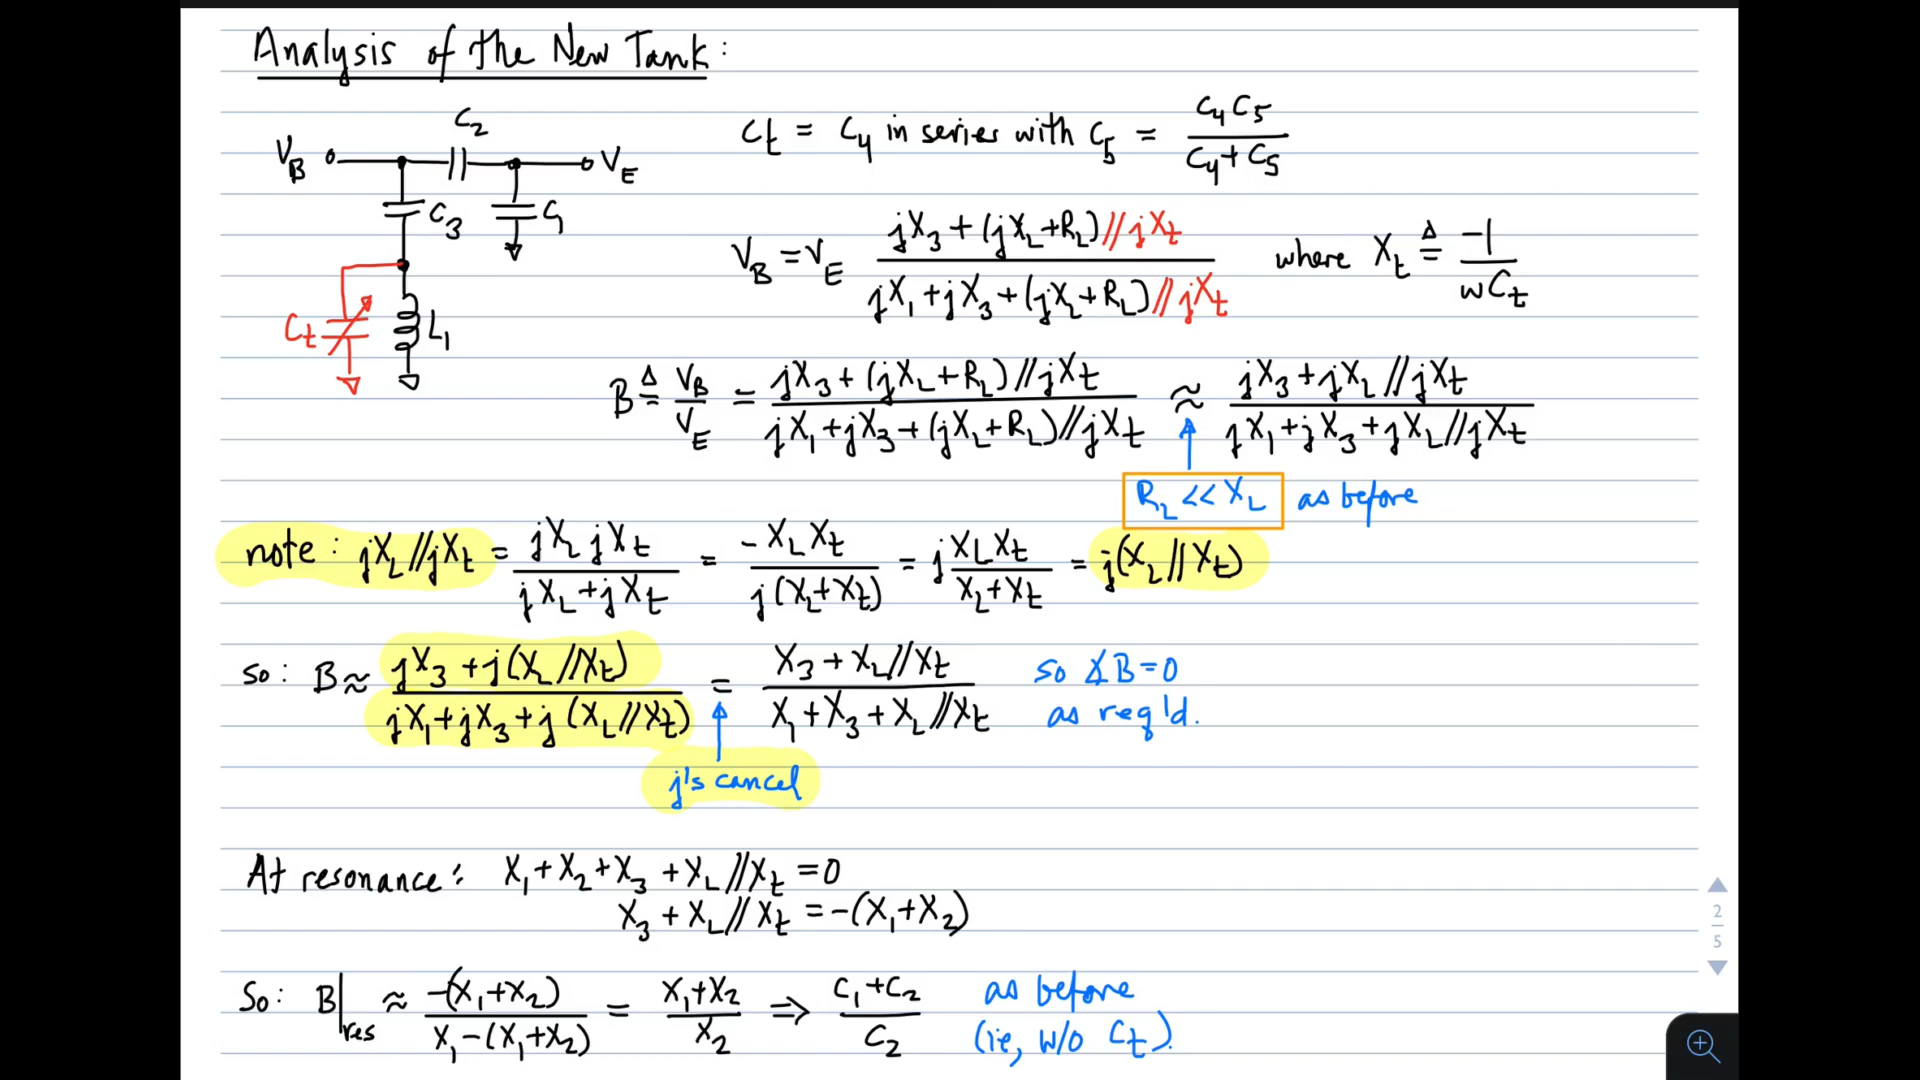 Analysis of the New Tank:
C2
VB
VE
C3
C1
Ct
L1
Ct = C4 in series with C5 = C4C5 / (C4+C5)
VB = VE (jX3 + (jXL+RL)//jXt) / (jX1+jX3+(jXL+RL)//jXt) where Xt ≜ -1 / wCt
B ≜ VB/VE = (jX3 + (jXL+RL)//jXt) / (jX1+jX3+(jXL+RL)//jXt) ≈ (jX3+jXL//jXt) / (jX1+jX3+jXL//jXt)
RL << XL as before
note: jXL//jXt = jXL jXt / (jXL+jXt) = -XLXt / j(XL+Xt) = j XLXt / (XL+Xt) = j(XL//Xt)
so: B ≈ (jX3 + j(XL//Xt)) / (jX1+jX3+j(XL//Xt)) = (X3+XL//Xt) / (X1+X3+XL//Xt) so ∡B=0
as req'd.
j's cancel
At resonance: X1+X2+X3+XL//Xt=0
X3+XL//Xt=-(X1+X2)
So: B|res ≈ -(X1+X2) / (X1-(X1+X2)) = (X1+X2) / X2 ⇒ (C1+C2) / C2 as before
(ie, w/o Ct).
2
5